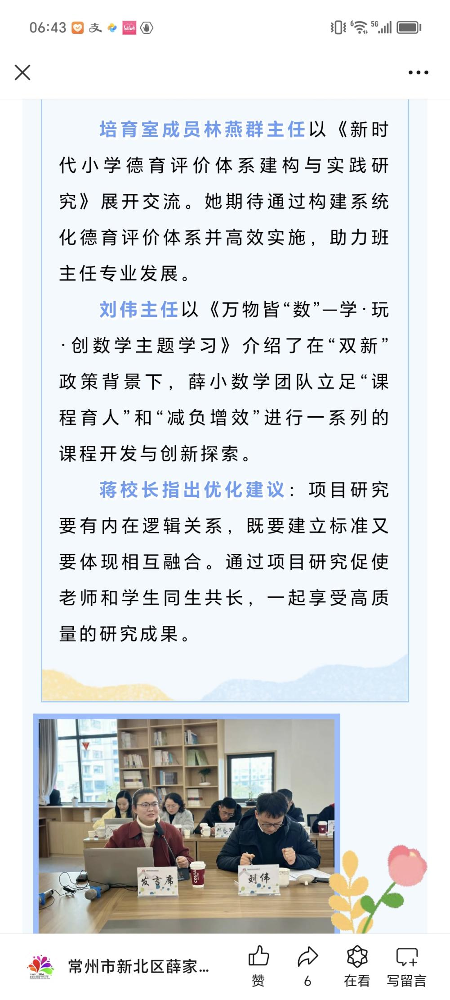 06:43
支
bilibili
6
5G
培育室成员林燕群主任以《新时
代小学德育评价体系建构与实践研
究》展开交流。她期待通过构建系统
化德育评价体系并高效实施，助力班
主任专业发展。
刘伟主任以《万物皆“数”—学·玩
·创数学主题学习》介绍了在“双新”
政策背景下，薛小数学团队立足“课
程育人”和“减负增效”进行一系列的
课程开发与创新探索。
蒋校长指出优化建议：项目研究
要有内在逻辑关系，既要建立标准又
要体现相互融合。通过项目研究促使
老师和学生同生共长，一起享受高质
量的研究成果。
郑永军
发言席
COSTA
刘伟
1914
常州市新北区薛家...
赞
6
在看
写留言